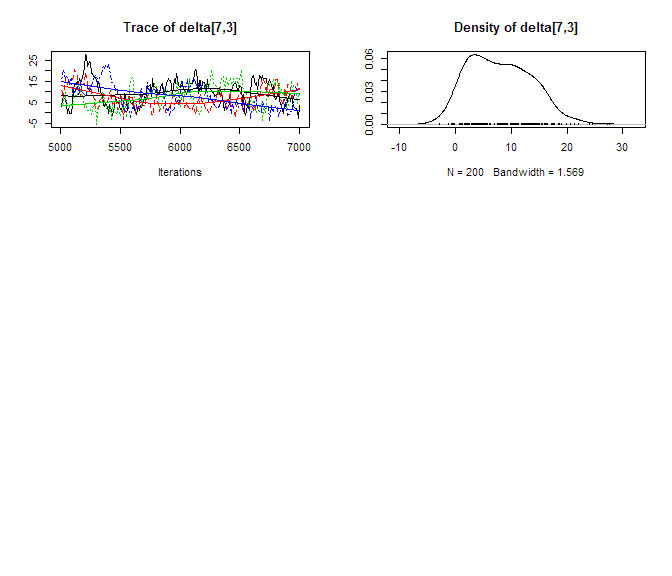 Trace of delta[7,3]
25
15
5
-5
5000 5500 6000 6500 7000
Iterations
Density of delta[7,3]
0.06
0.03
0.00
-10 0 10 20 30
N = 200 Bandwidth = 1.569